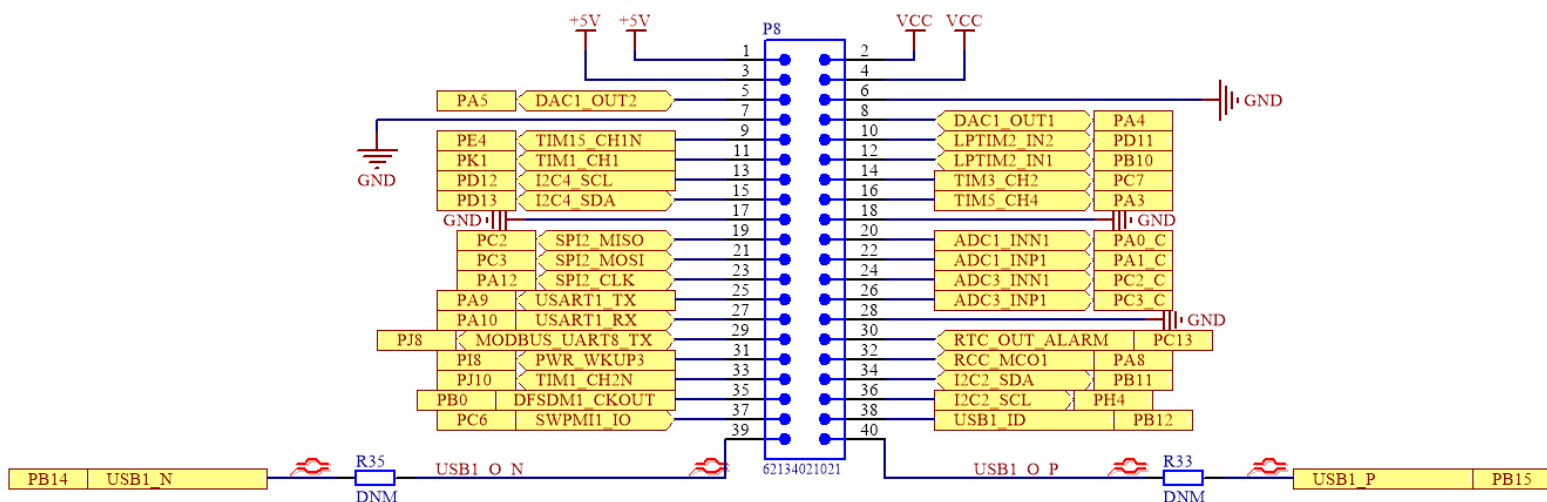 +5V +5V VCC VCC
P8
1 2
3 4
PA5 DAC1_OUT2 5 6 GND
7 8 DAC1_OUT1 PA4
PE4 TIM15_CH1N 9 10 LPTIM2_IN2 PD11
PK1 TIM1_CH1 11 12 LPTIM2_IN1 PB10
GND PD12 I2C4_SCL 13 14 TIM3_CH2 PC7
PD13 I2C4_SDA 15 16 TIM5_CH4 PA3
GND 17 18 GND
PC2 SPI2_MISO 19 20 ADC1_INN1 PA0_C
PC3 SPI2_MOSI 21 22 ADC1_INP1 PA1_C
PA12 SPI2_CLK 23 24 ADC3_INN1 PC2_C
PA9 USART1_TX 25 26 ADC3_INP1 PC3_C
PA10 USART1_RX 27 28 GND
PJ8 MODBUS_UART8_TX 29 30 RTC_OUT_ALARM PC13
PI8 PWR_WKUP3 31 32 RCC_MCO1 PA8
PJ10 TIM1_CH2N 33 34 I2C2_SDA PB11
PB0 DFSDM1_CKOUT 35 36 I2C2_SCL PH4
PC6 SWPMI1_IO 37 38 USB1_ID PB12
39 40
62134021021
PB14 USB1_N R35 USB1_O_N USB1_O_P R33 USB1_P PB15
DNM DNM